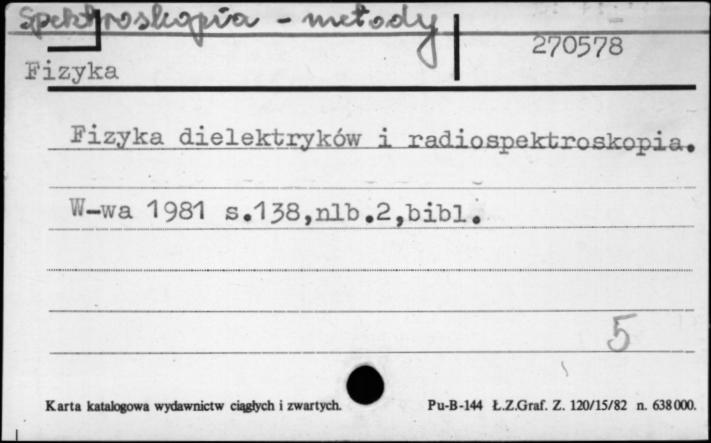 Spektroskopia - metody
270578
Fizyka
Fizyka dielektryków i radiospektroskopia.
W-wa 1981 s.138,nlb.2,bibl.
5
Karta katalogowa wydawnictw ciągłych i zwartych. Pu-B-144 Ł.Z.Graf. Z. 120/15/82 n. 638000.